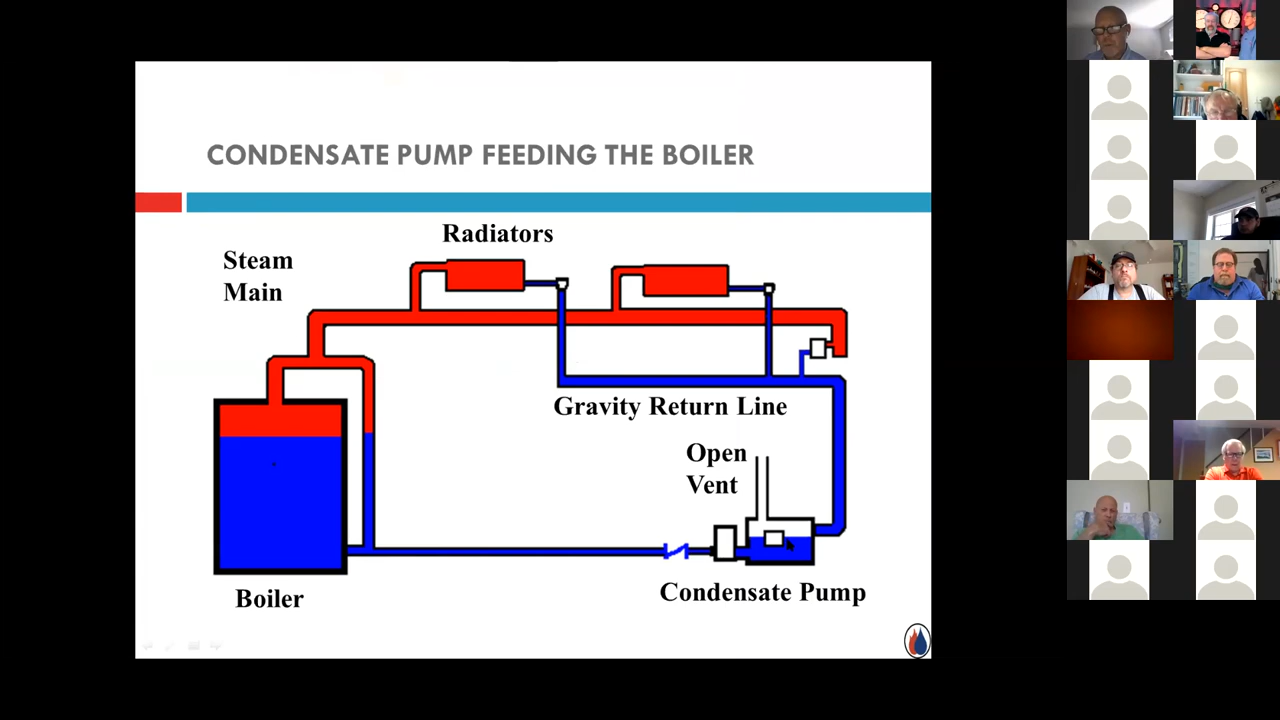 CONDENSATE PUMP FEEDING THE BOILER
Radiators
Steam
Main
Gravity Return Line
Open
Vent
Condensate Pump
Boiler